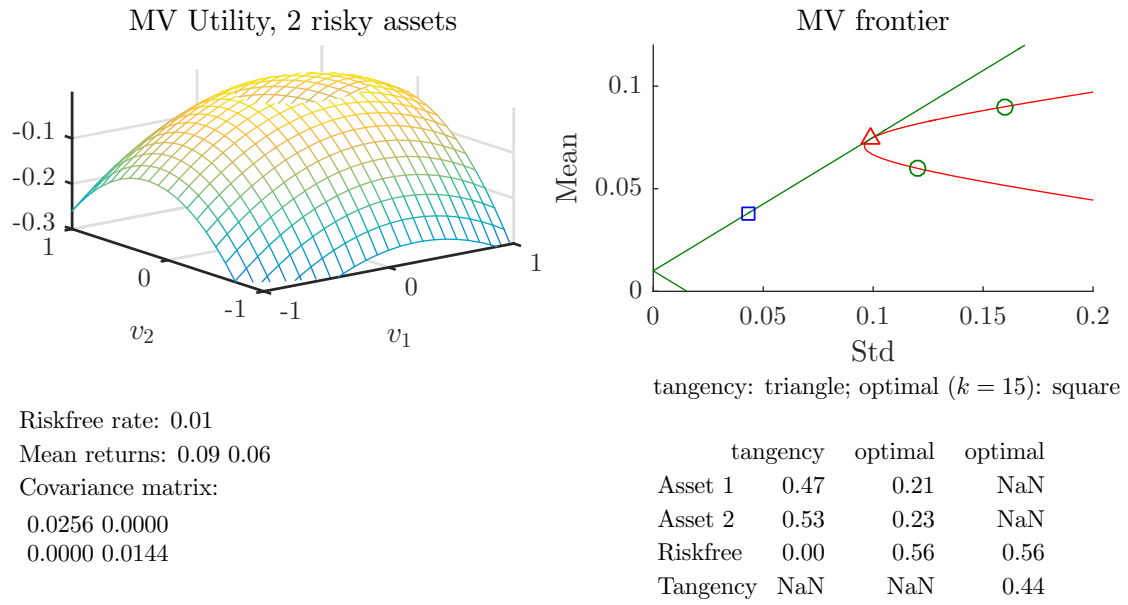 MV Utility, 2 risky assets
-0.1
-0.2
-0.3
1
0
-1
v₂
-1
0
1
v₁
MV frontier
0.1
0.05
0
Mean
0 0.05 0.1 0.15 0.2
Std
tangency: triangle; optimal (k = 15): square
Riskfree rate: 0.01
Mean returns: 0.09 0.06
Covariance matrix:
0.0256 0.0000
0.0000 0.0144
tangency optimal optimal
Asset 1 0.47 0.21 NaN
Asset 2 0.53 0.23 NaN
Riskfree 0.00 0.56 0.56
Tangency NaN NaN 0.44